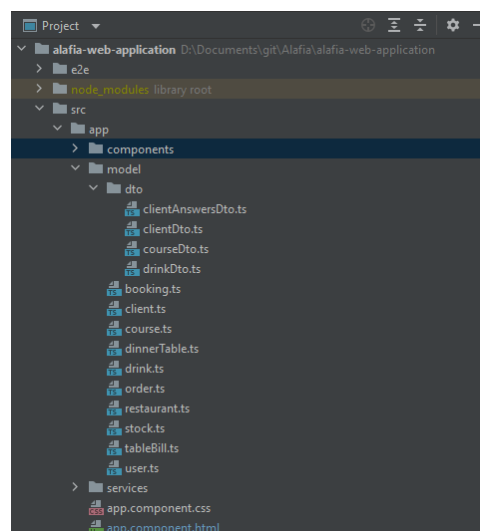 Project
alafia-web-application D:\Documents\git\Alafia\alafia-web-application
e2e
node_modules library root
src
app
components
model
dto
clientAnswersDto.ts
clientDto.ts
courseDto.ts
drinkDto.ts
booking.ts
client.ts
course.ts
dinnerTable.ts
drink.ts
order.ts
restaurant.ts
stock.ts
tableBill.ts
user.ts
services
app.component.css
app.component.html